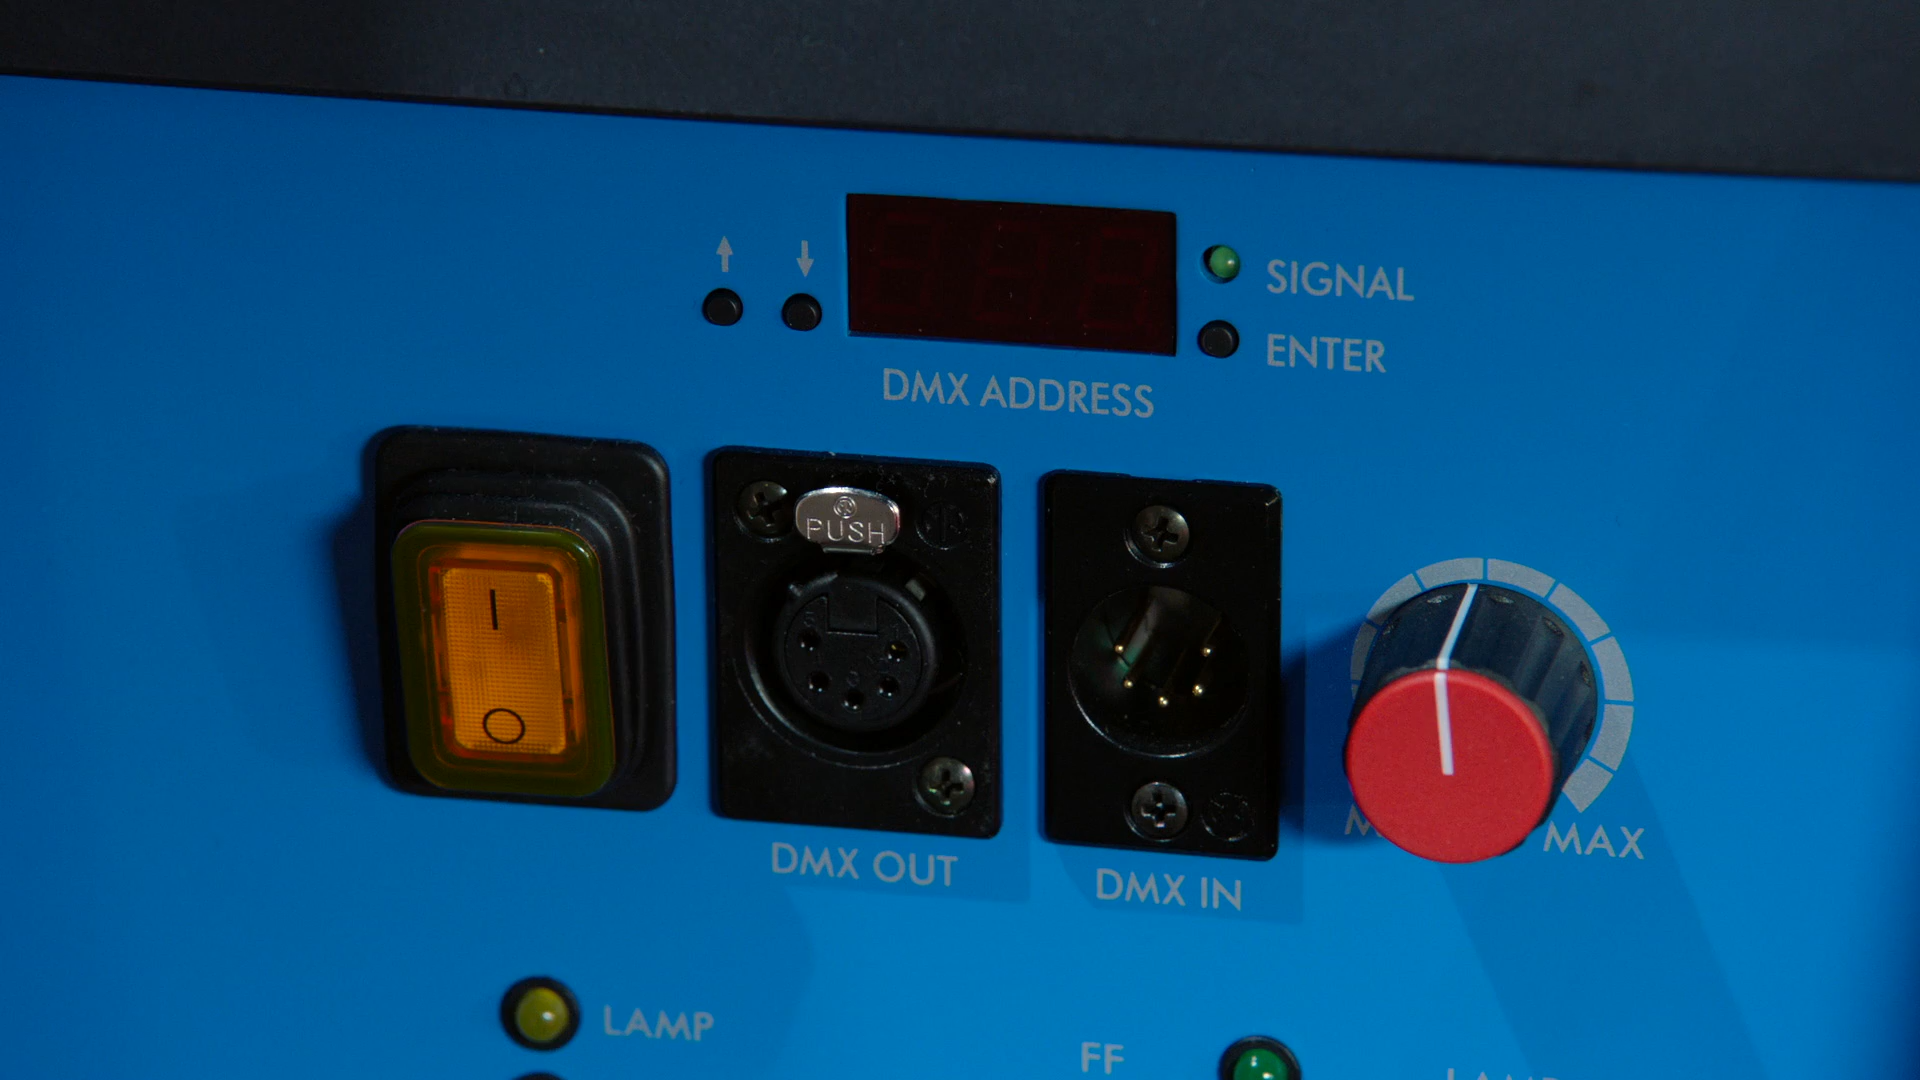 SIGNAL
ENTER
DMX ADDRESS
PUSH
DMX OUT
DMX IN
MAX
LAMP
FF